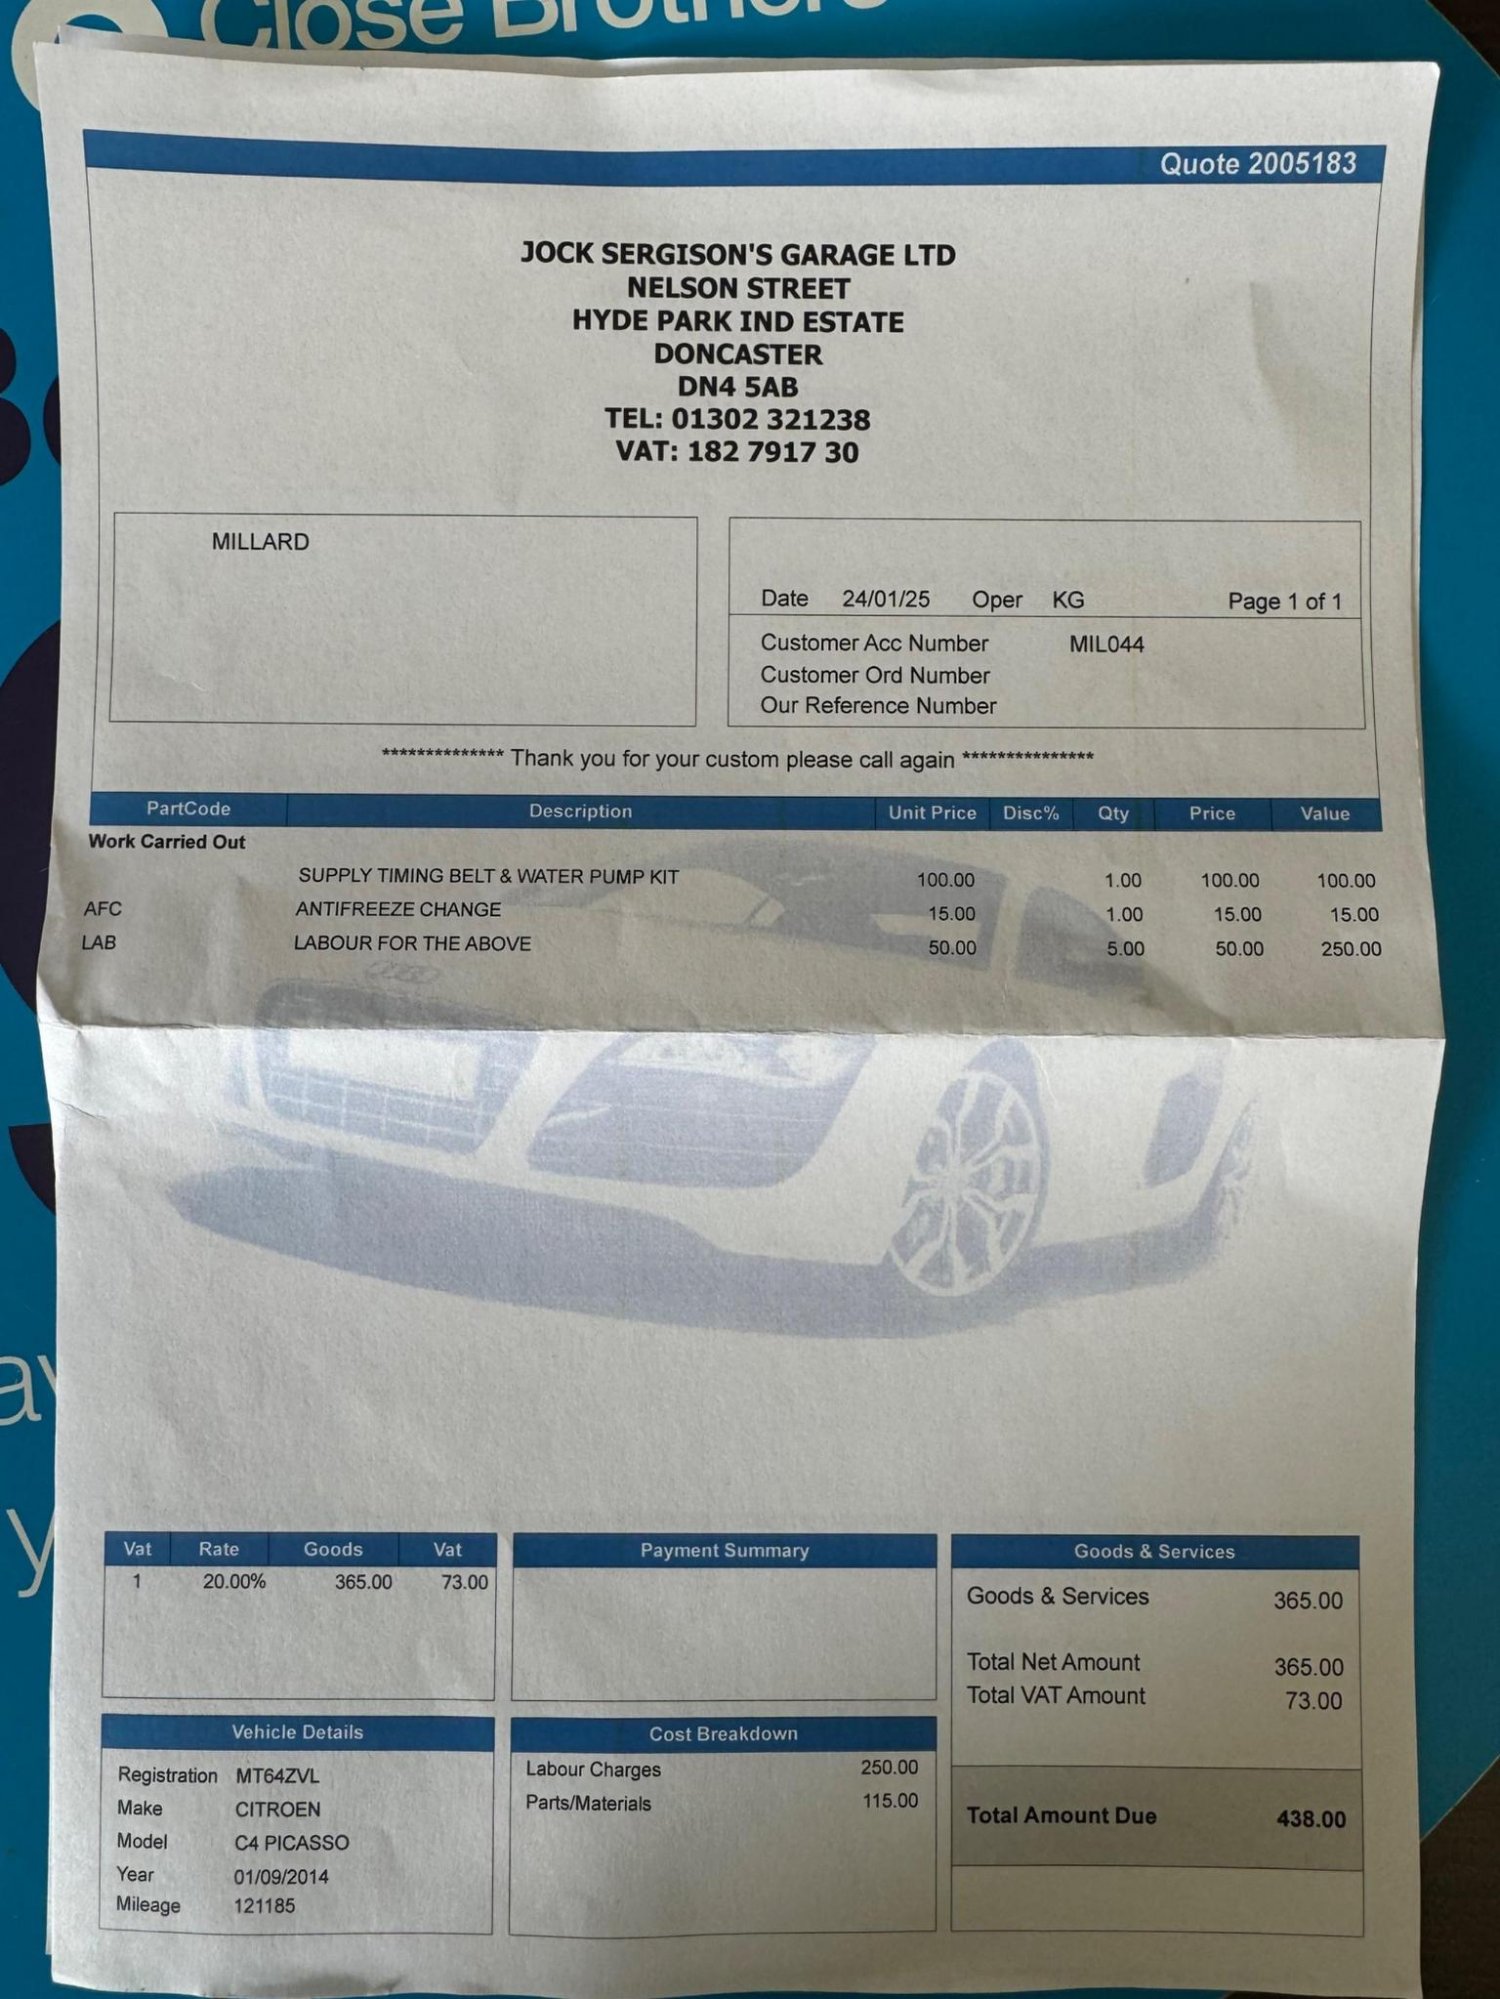 Close Brothers
Quote 2005183
JOCK SERGISON'S GARAGE LTD
NELSON STREET
HYDE PARK IND ESTATE
DONCASTER
DN4 5AB
TEL: 01302 321238
VAT: 182 7917 30
MILLARD
Date 24/01/25 Oper KG Page 1 of 1
Customer Acc Number MIL044
Customer Ord Number
Our Reference Number
************** Thank you for your custom please call again ***************
PartCode Description Unit Price Disc% Qty Price Value
Work Carried Out
SUPPLY TIMING BELT & WATER PUMP KIT 100.00 1.00 100.00 100.00
AFC ANTIFREEZE CHANGE 15.00 1.00 15.00 15.00
LAB LABOUR FOR THE ABOVE 50.00 5.00 50.00 250.00
Vat Rate Goods Vat
1 20.00% 365.00 73.00
Payment Summary
Goods & Services
Goods & Services 365.00
Total Net Amount 365.00
Total VAT Amount 73.00
Total Amount Due 438.00
Vehicle Details
Registration MT64ZVL
Make CITROEN
Model C4 PICASSO
Year 01/09/2014
Mileage 121185
Cost Breakdown
Labour Charges 250.00
Parts/Materials 115.00